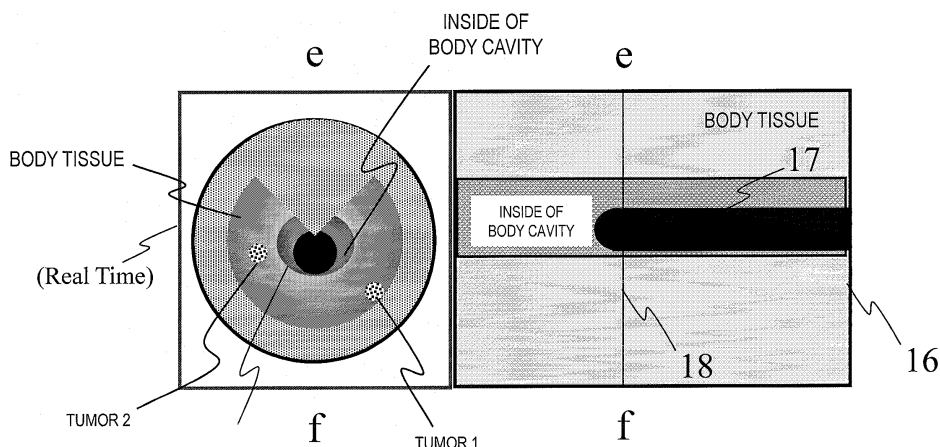 INSIDE OF
BODY CAVITY
e
e
BODY TISSUE
BODY TISSUE
17
INSIDE OF
BODY CAVITY
(Real Time)
18
16
TUMOR 2
f
TUMOR 1
f